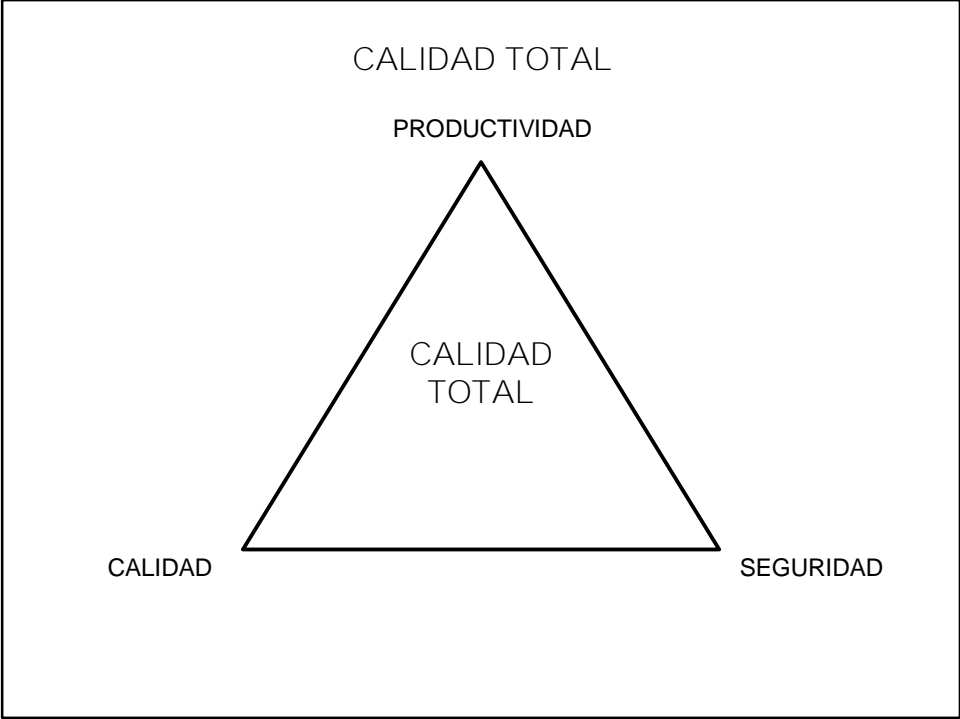 CALIDAD TOTAL
PRODUCTIVIDAD
CALIDAD
TOTAL
CALIDAD
SEGURIDAD